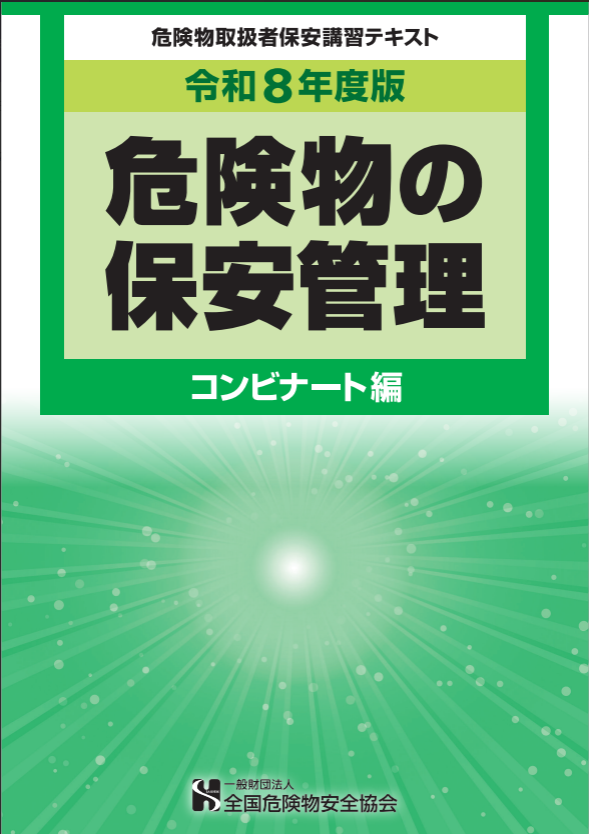 危険物取扱者保安講習テキスト
令和8年度版
危険物の
保安管理
コンビナート編
一般財団法人
全国危険物安全協会